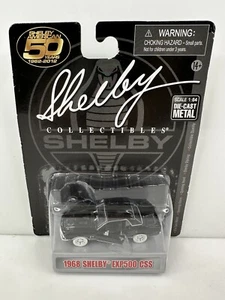 SHELBY AMERICAN
50
YEARS
1962-2012
WARNING:
CHOKING HAZARD - Small parts.
Not for children under 3 years.
14+
Shelby
COLLECTIBLES
SCALE 1:64
DIE-CAST
METAL
SHELBY
1968 SHELBY EXP500 CSS